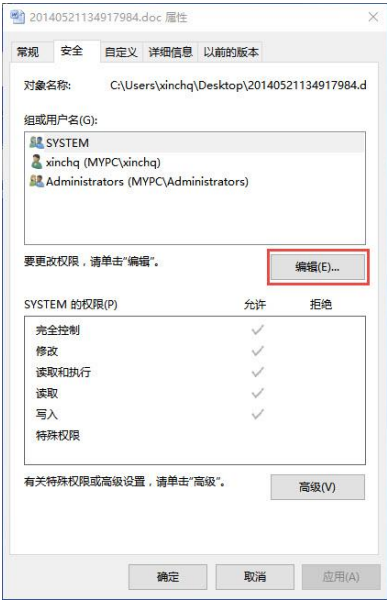 20140521134917984.doc 属性
常规 安全 自定义 详细信息 以前的版本
对象名称: C:\Users\xinchq\Desktop\20140521134917984.d
组或用户名(G):
SYSTEM
xinchq (MYPC\xinchq)
Administrators (MYPC\Administrators)
要更改权限，请单击"编辑"。 编辑(E)...
SYSTEM 的权限(P) 允许 拒绝
完全控制
修改
读取和执行
读取
写入
特殊权限
有关特殊权限或高级设置，请单击"高级"。 高级(V)
确定 取消 应用(A)